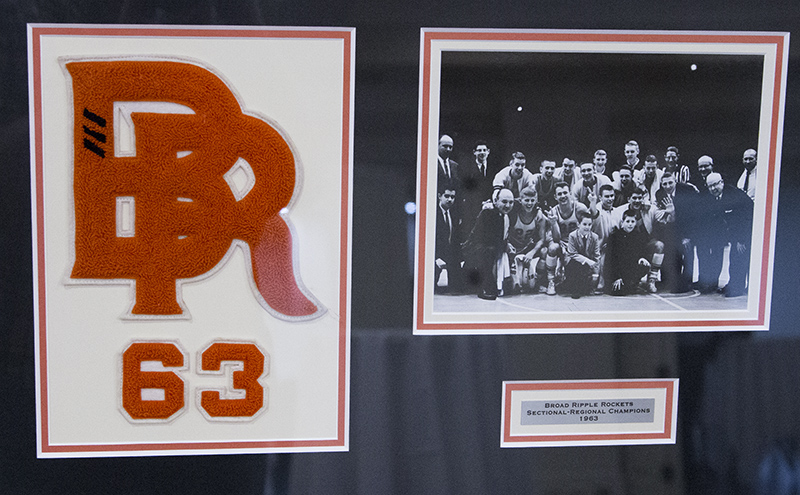 BR
63
BROAD RIPPLE ROCKETS
SECTIONAL-REGIONAL CHAMPIONS
1963